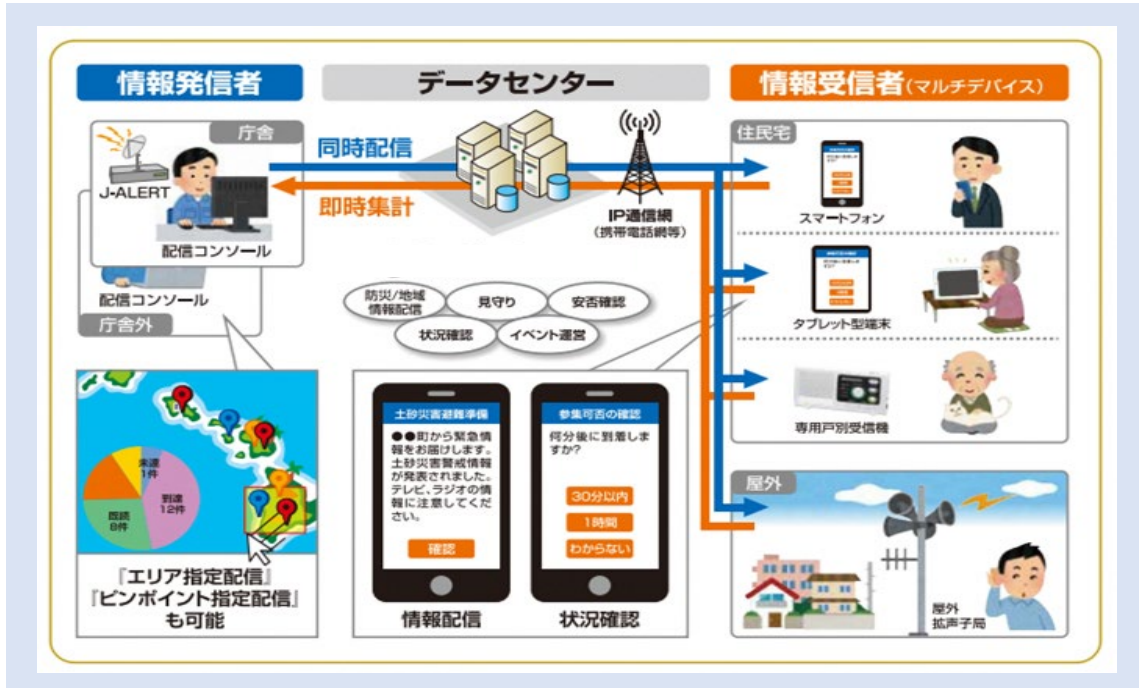 情報発信者
データセンター
情報受信者(マルチデバイス)
庁舎
J-ALERT
配信コンソール
配信コンソール
庁舎外
同時配信
即時集計
IP通信網
(携帯電話網等)
住民宅
スマートフォン
タブレット型端末
専用戸別受信機
防災/地域
情報配信
見守り
安否確認
状況確認
イベント運営
未達
1件
到達
12件
既読
8件
『エリア指定配信』
『ピンポイント指定配信』
も可能
土砂災害避難準備
●●町から緊急情
報をお届けします。
土砂災害警戒情報
が発表されました。
テレビ、ラジオの情
報に注意してくだ
さい。
確認
情報配信
参集可否の確認
何分後に到着しま
すか?
30分以内
1時間
わからない
状況確認
屋外
屋外
拡声子局